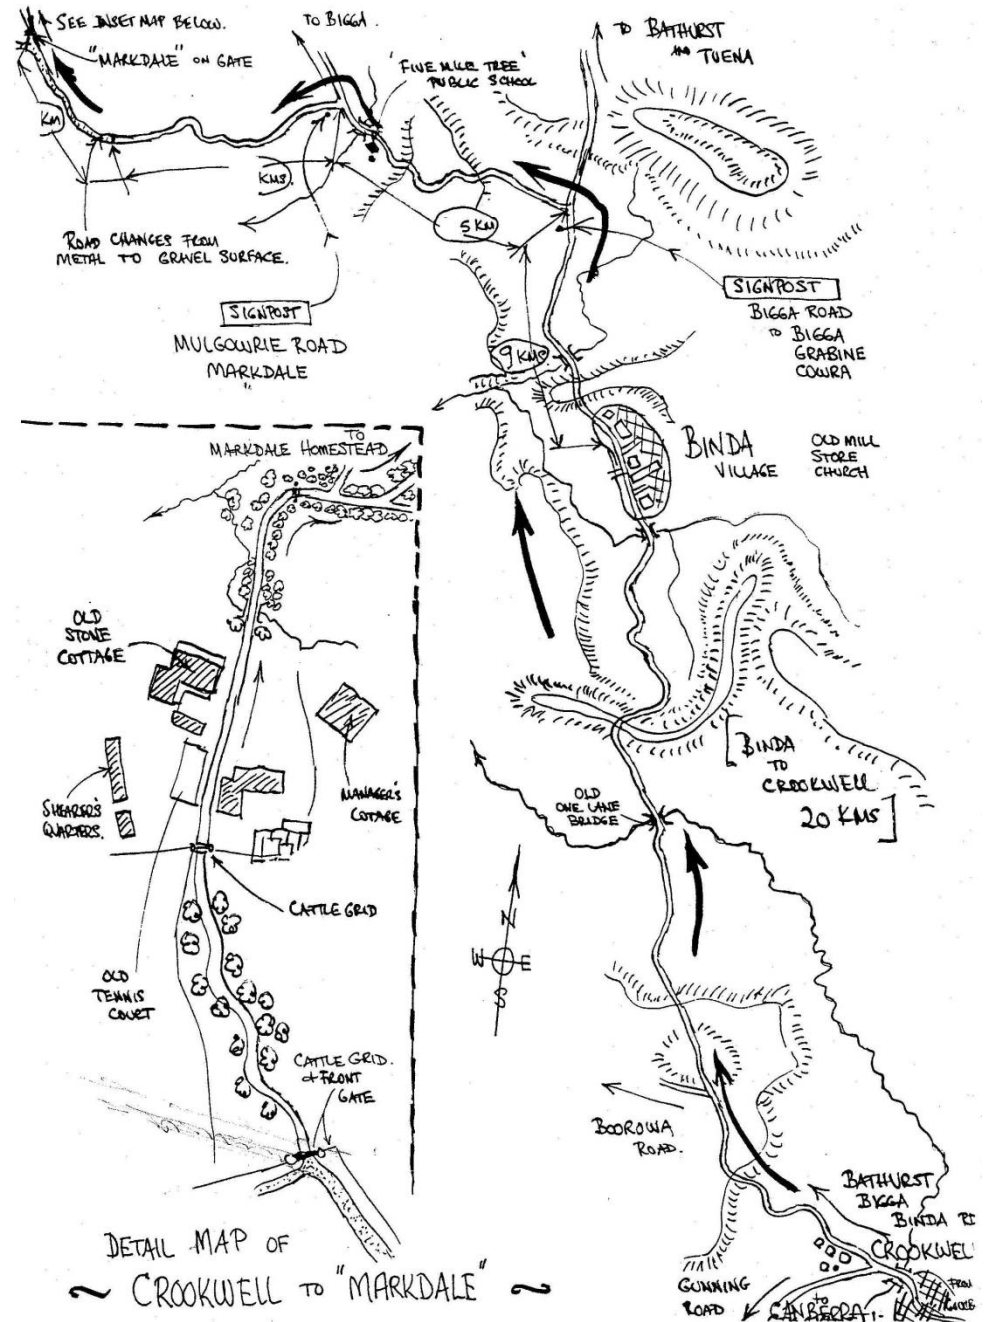 SEE INSET MAP BELOW.
"MARKDALE" ON GATE
TO BIGGA.
'FIVE MILE TREE'
PUBLIC SCHOOL
TO BATHURST
AND TUENA
KM
KMS.
5 KM
ROAD CHANGES FROM
METAL TO GRAVEL SURFACE.
SIGNPOST
MULGOWRIE ROAD
MARKDALE
"
SIGNPOST
BIGGA ROAD
TO BIGGA
GRABINE
COWRA
9 KMS.
BINDA
VILLAGE
OLD MILL
STORE
CHURCH
TO
MARKDALE HOMESTEAD
OLD
STONE
COTTAGE
SHEARER'S
QUARTERS.
MANAGER'S
COTTAGE
CATTLE GRID
OLD
TENNIS
COURT
CATTLE GRID.
& FRONT
GATE
BINDA
TO
CROOKWELL
20 KMS
OLD
ONE LANE
BRIDGE
N
W E
S
BOOROWA
ROAD.
BATHURST
BIGGA
BINDA
CROOKWEL
GUNNING
ROAD
TO
CANBERRA
FROM
DETAIL MAP OF
~ CROOKWELL TO "MARKDALE" ~